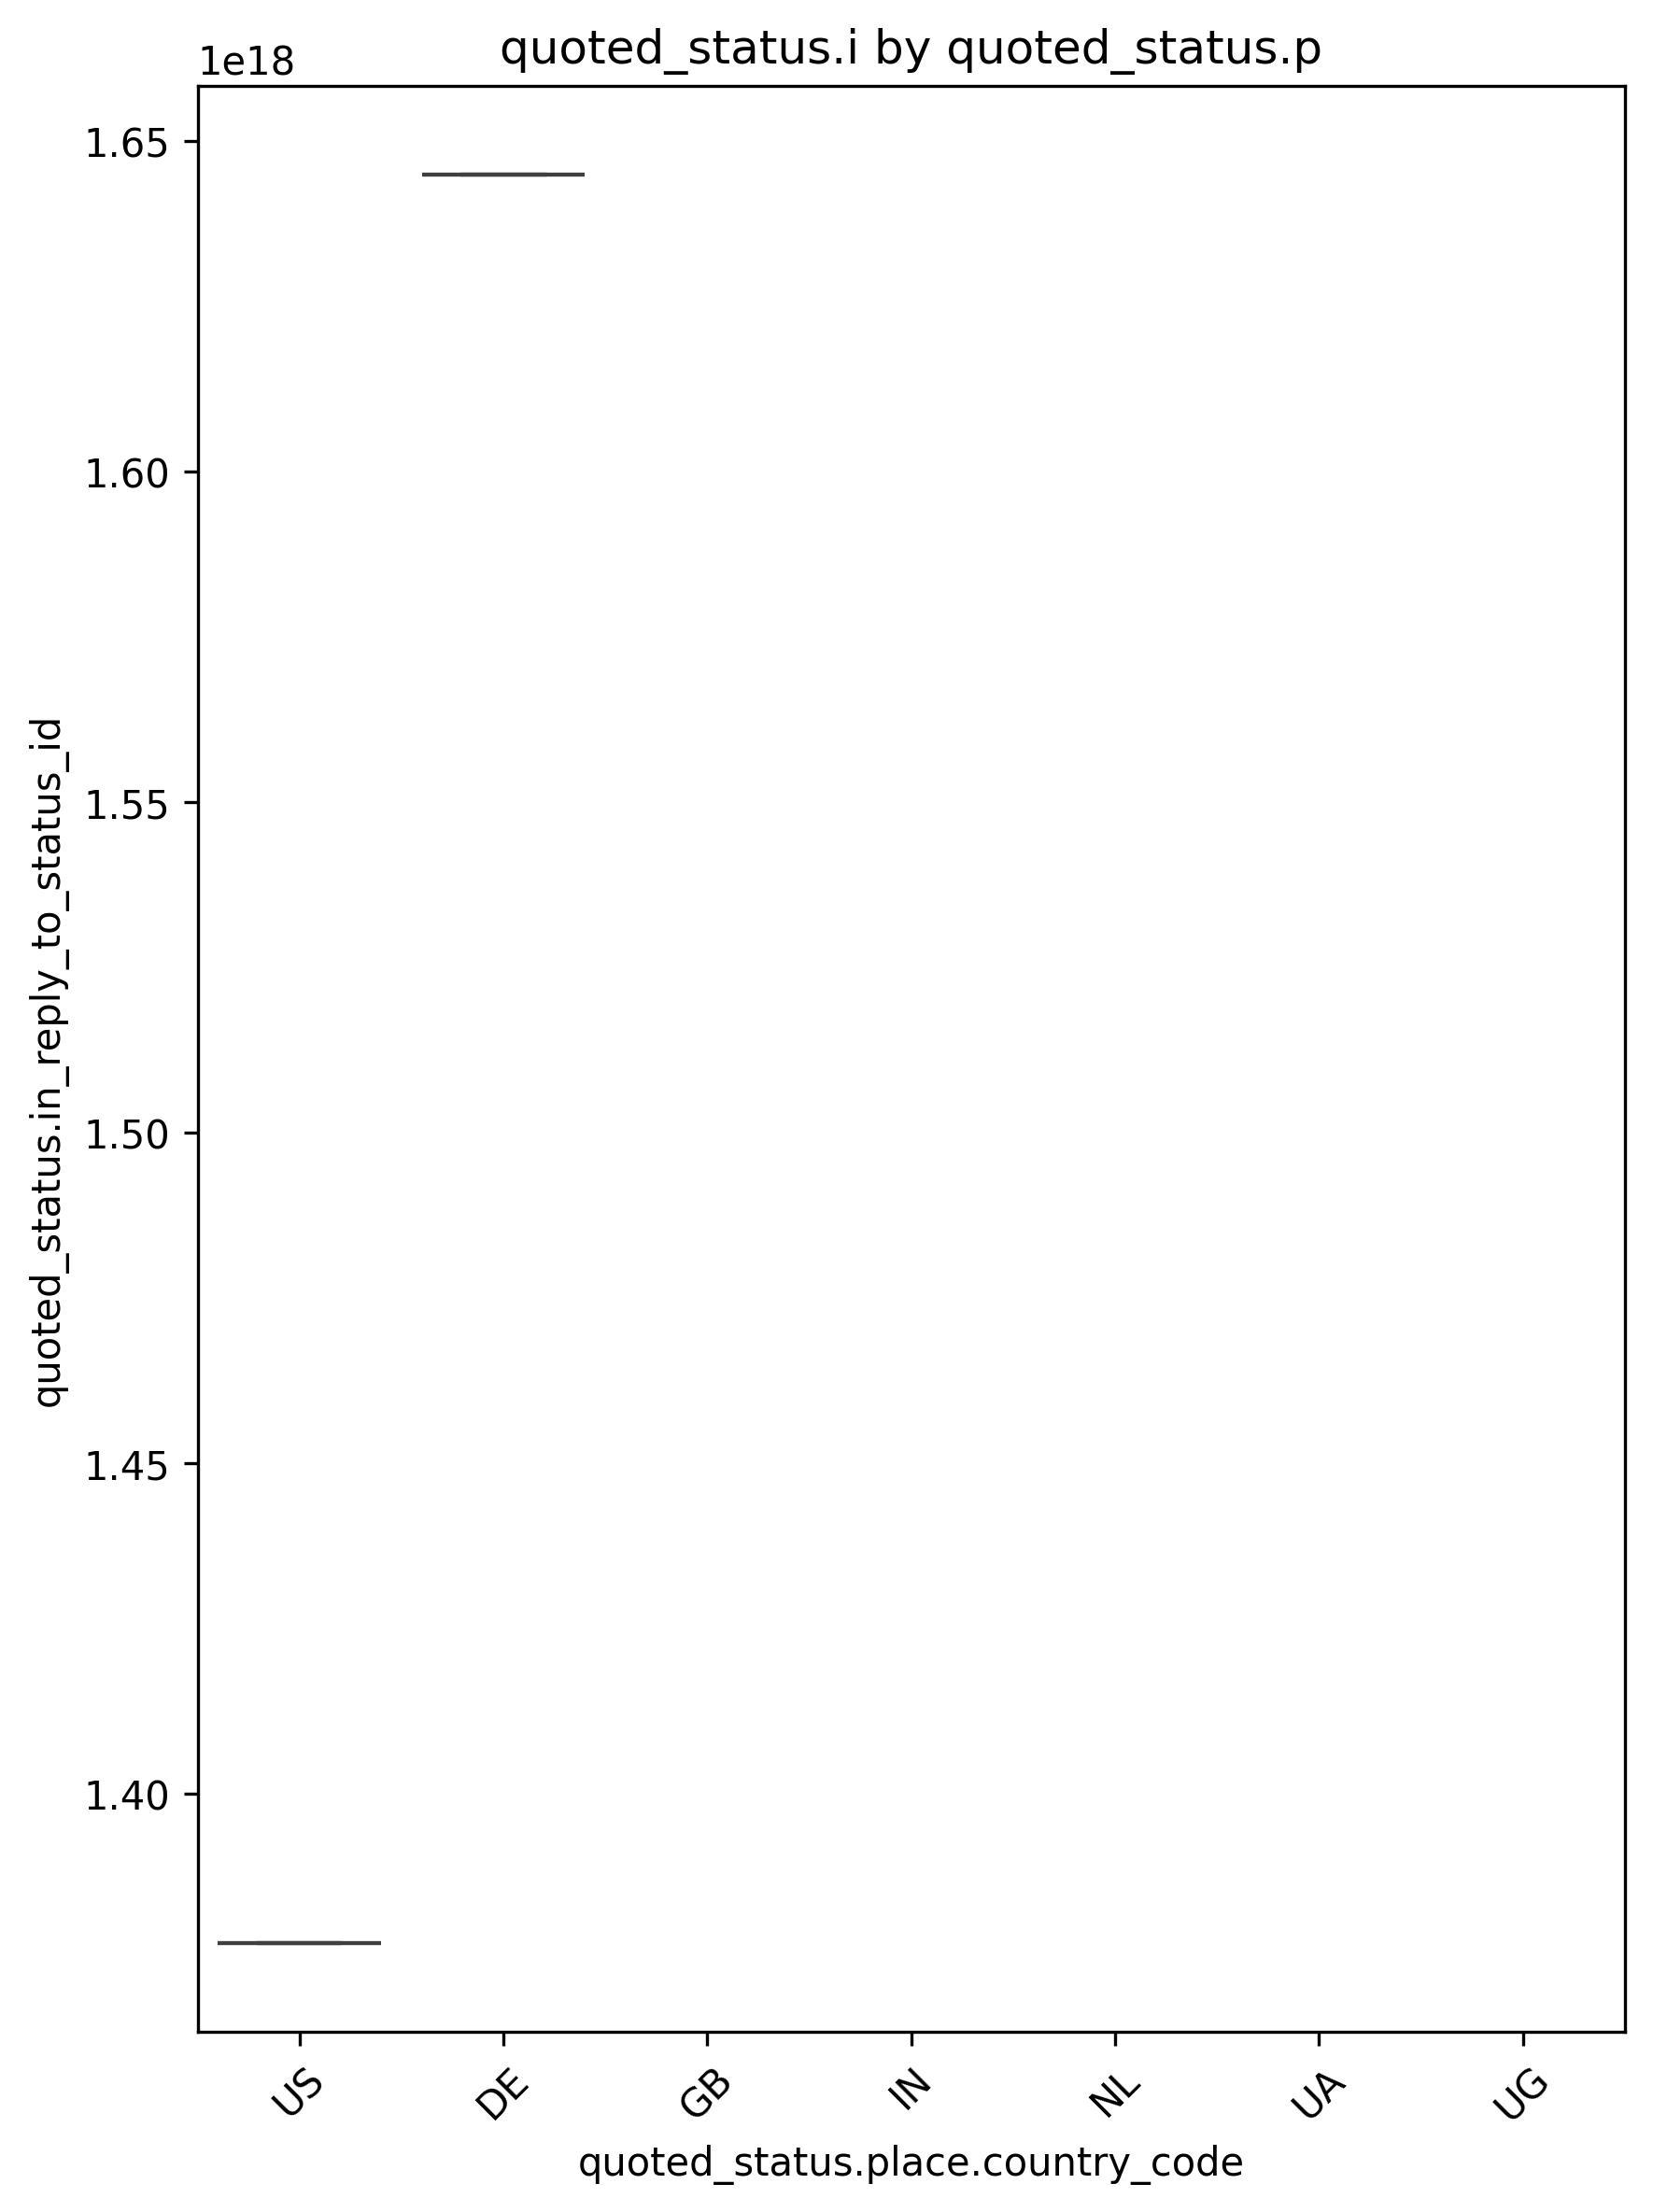 quoted_status.i by quoted_status.p
1e18
1.65
1.60
1.55
1.50
1.45
1.40
quoted_status.in_reply_to_status_id
US
DE
GB
IN
NL
UA
UG
quoted_status.place.country_code